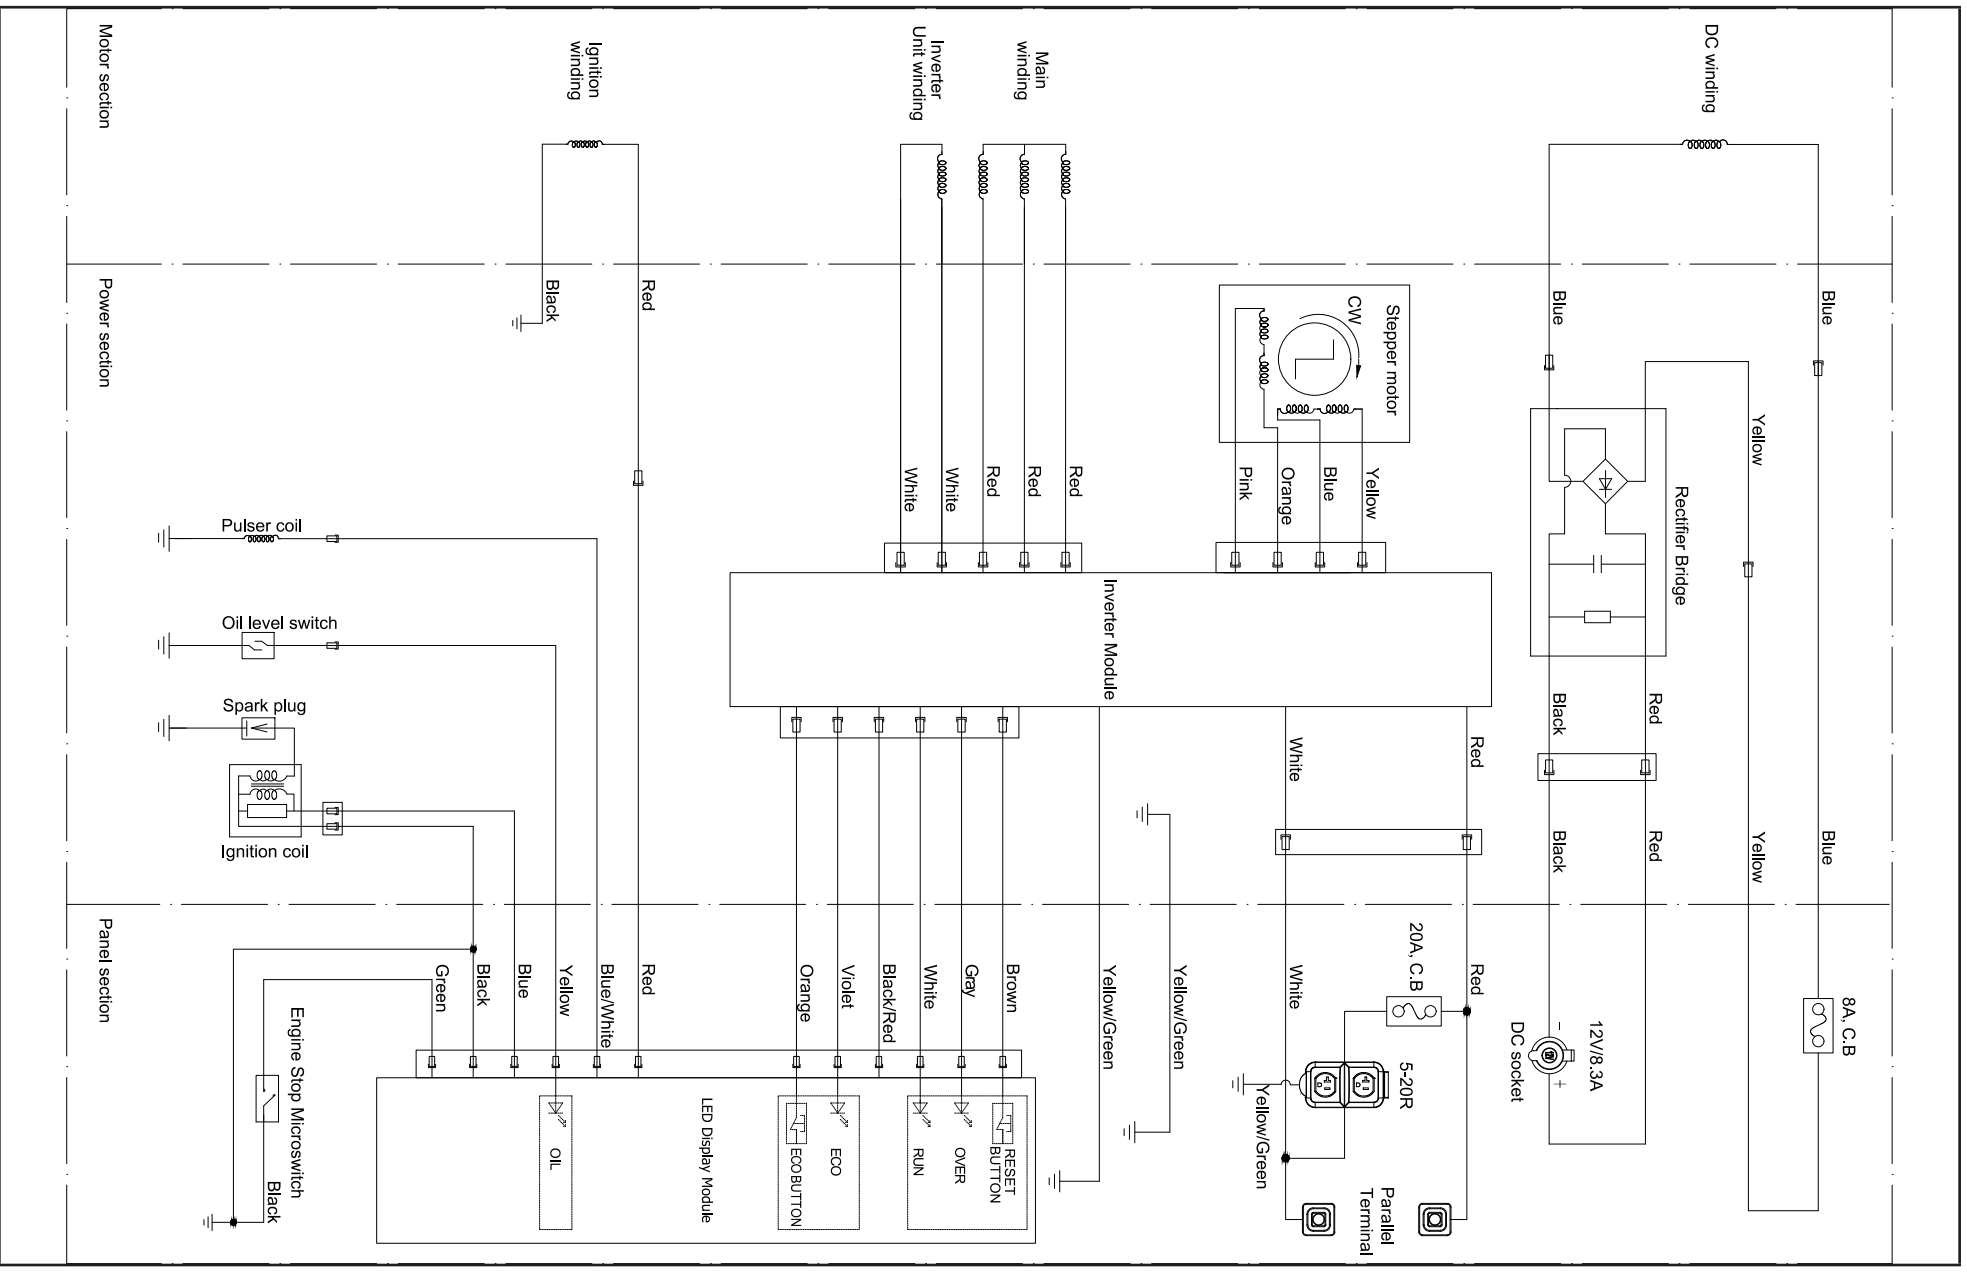 Motor section
Ignition
winding
Inverter
Unit winding
Main
winding
DC winding
Power section
Black
Red
White
White
Red
Red
Red
Stepper motor
CW
Pink
Orange
Blue
Yellow
Blue
Blue
Yellow
Rectifier Bridge
Pulser coil
Oil level switch
Spark plug
Ignition coil
Inverter Module
White
Red
Black
Red
Black
Red
Yellow
Blue
Panel section
Green
Black
Blue
Yellow
Blue/White
Red
Orange
Violet
Black/Red
White
Gray
Brown
Yellow/Green
Yellow/Green
White
Red
20A, C.B
5-20R
Yellow/Green
Parallel
Terminal
12V/8.3A
DC socket
-
+
8A, C.B
Engine Stop Microswitch
Black
LED Display Module
OIL
ECO BUTTON
ECO
RUN
OVER
RESET
BUTTON